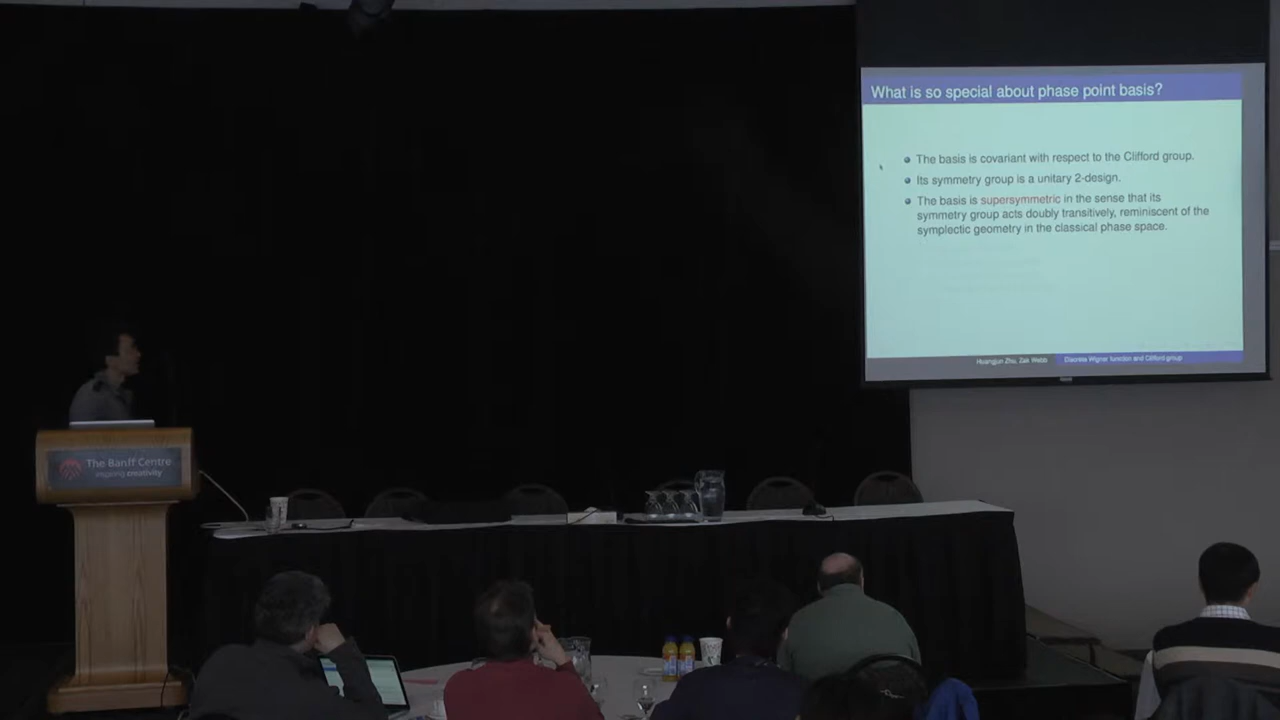 What is so special about phase point basis?
The basis is covariant with respect to the Clifford group.
Its symmetry group is a unitary 2-design.
The basis is supersymmetric in the sense that its
symmetry group acts doubly transitively, reminiscent of the
symplectic geometry in the classical phase space.
Huangjun Zhu, Zak Webb Discrete Wigner function and Clifford group
The Banff Centre
inspiring creativity